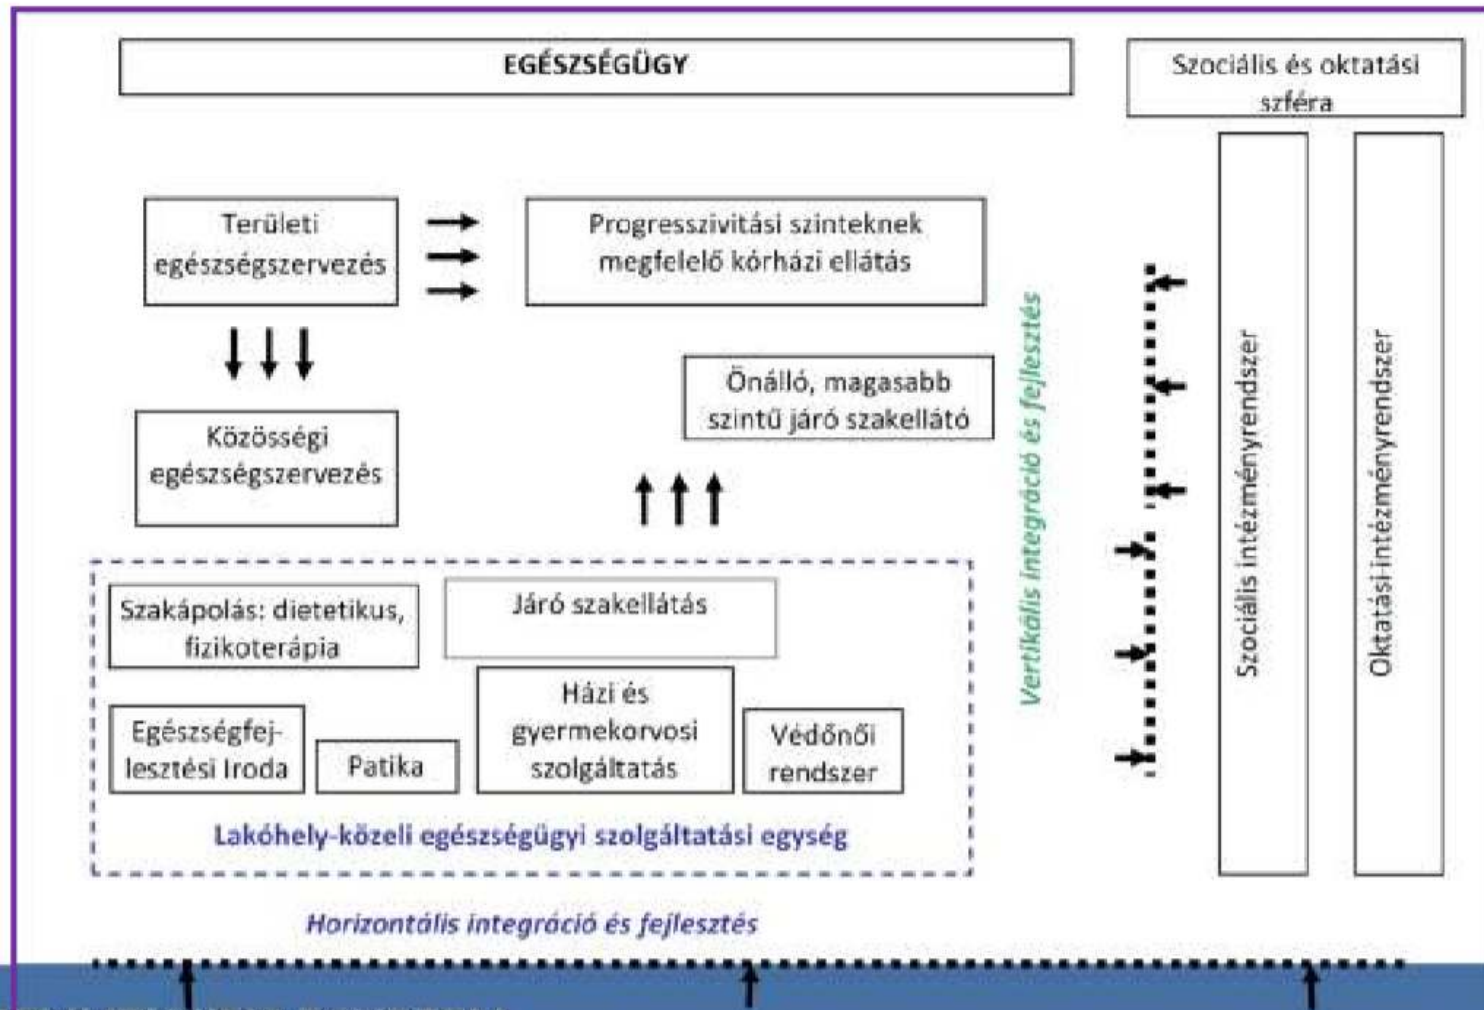 EGÉSZSÉGÜGY
Szociális és oktatási
szféra
Területi
egészségszervezés
Progresszivitási szinteknek
megfelelő kórházi ellátás
Önálló, magasabb
szintű járó szakellátó
Közösségi
egészségszervezés
Vertikális integráció és fejlesztés
Szociális intézményrendszer
Oktatási intézményrendszer
Szakápolás: dietetikus,
fizikoterápia
Járó szakellátás
Egészségfej-
lesztési Iroda
Patika
Házi és
gyermekorvosi
szolgáltatás
Védőnői
rendszer
Lakóhely-közeli egészségügyi szolgáltatási egység
Horizontális integráció és fejlesztés